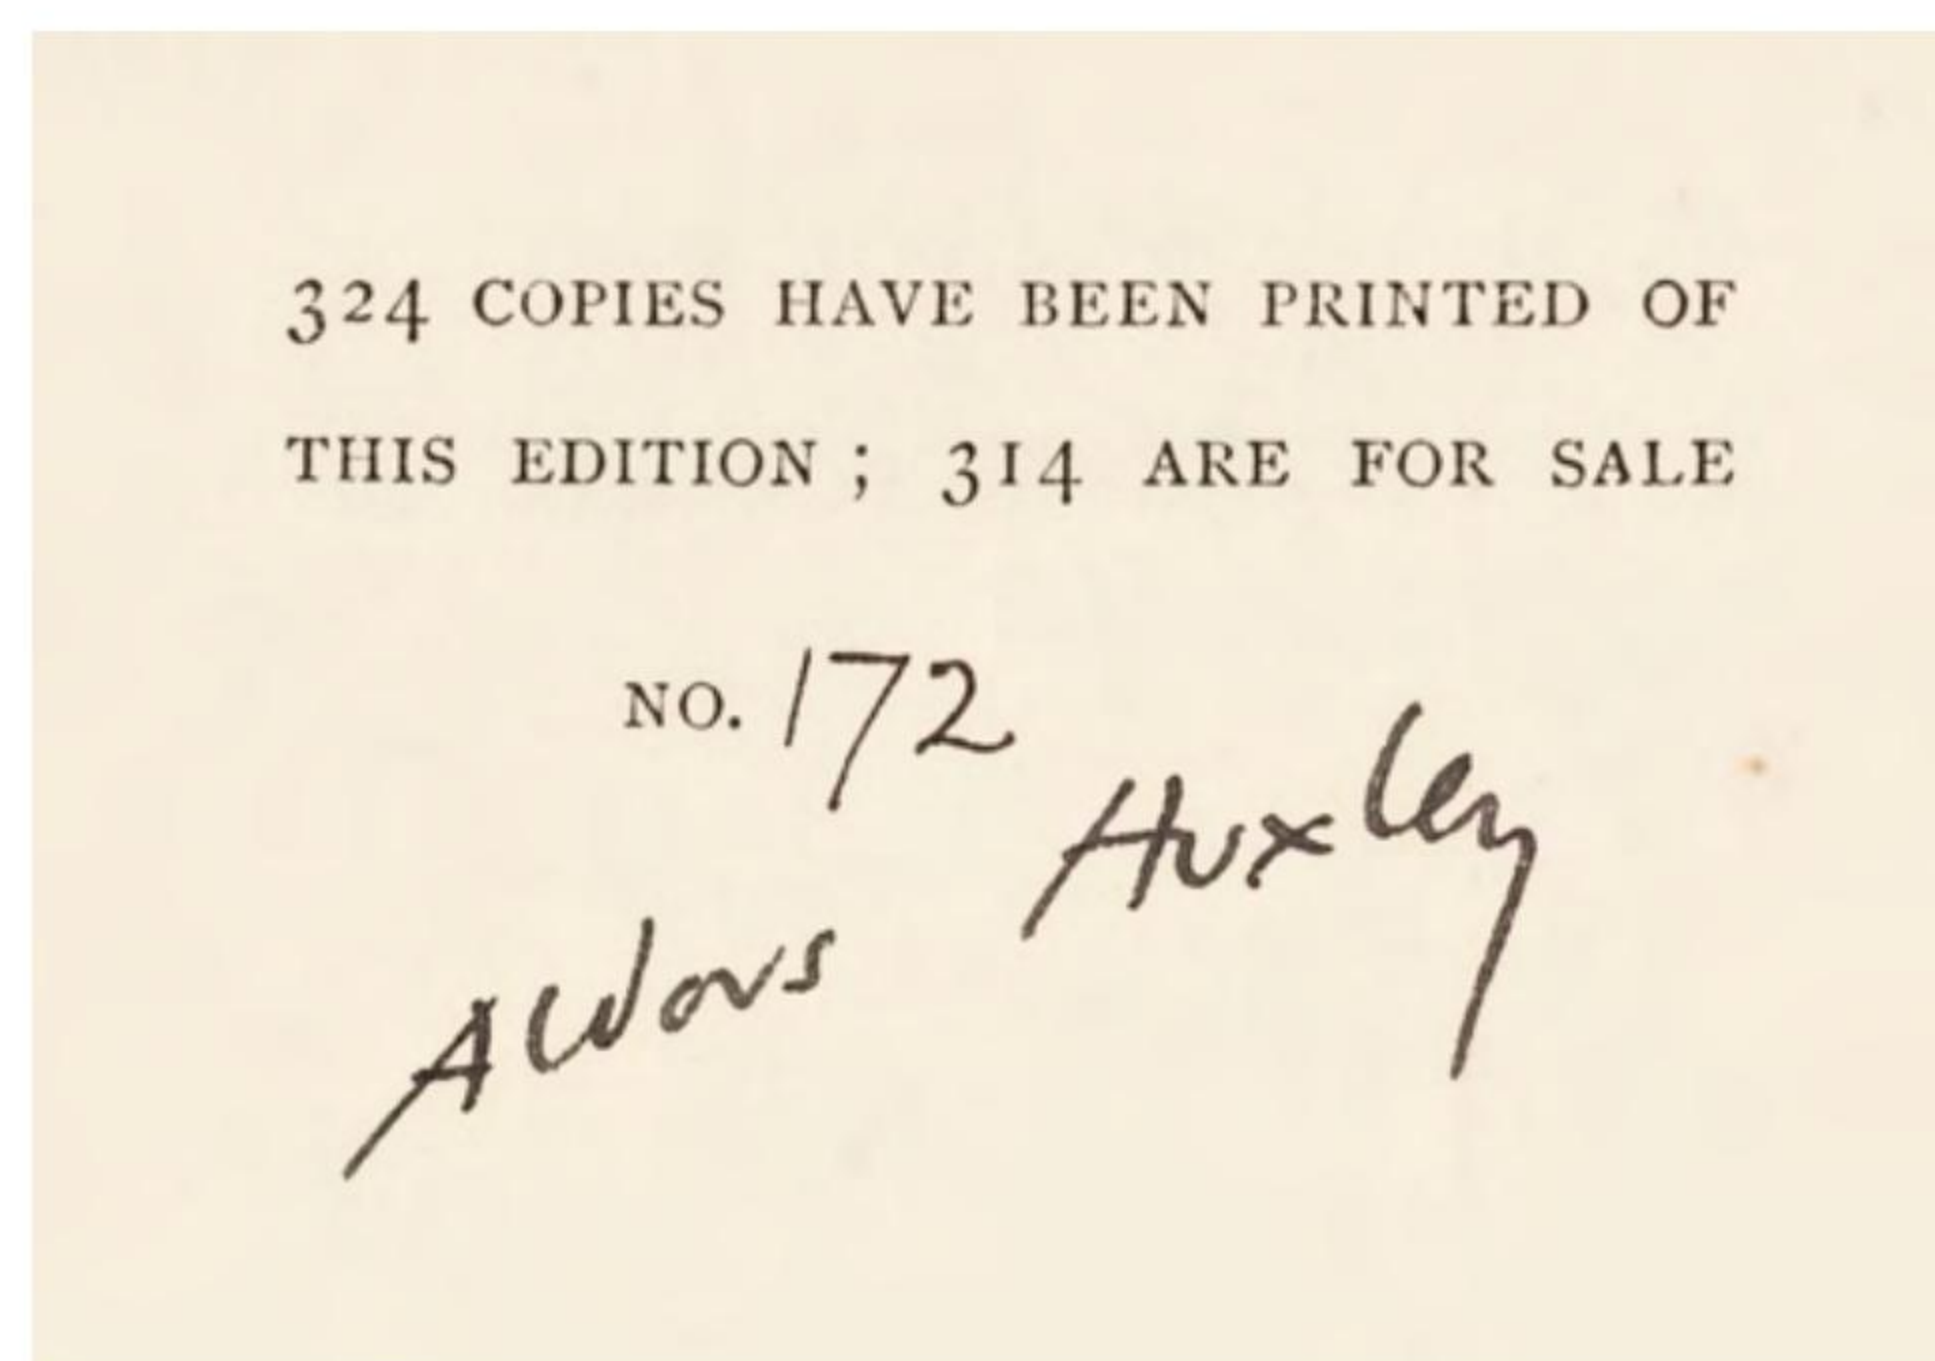 324 COPIES HAVE BEEN PRINTED OF
THIS EDITION ; 314 ARE FOR SALE
NO. 172
Aldous Huxley